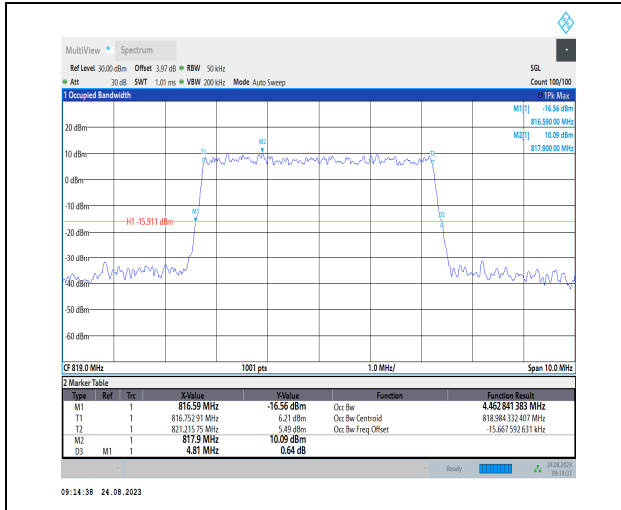 MultiView Spectrum
Ref Level 30.00 dBm Offset 3.97 dB RBW 50 kHz SGL
Att 30 dB SWT 1.01 ms VBW 200 kHz Mode Auto Sweep Count 100/100
1 Occupied Bandwidth 1Pk Max
M1[1] -16.56 dBm
816.59000 MHz
M2[1] 10.09 dBm
817.90000 MHz
20 dBm
M2
T1 T2
10 dBm
0 dBm
-10 dBm
M1 D3
H1 -15.911 dBm
-20 dBm
-30 dBm
-40 dBm
-50 dBm
-60 dBm
CF 819.0 MHz 1001 pts 1.0 MHz/ Span 10.0 MHz
2 Marker Table
Type Ref Trc X-Value Y-Value Function Function Result
M1 1 816.59 MHz -16.56 dBm Occ Bw 4.462 841 383 MHz
T1 1 816.752 91 MHz 6.21 dBm Occ Bw Centroid 818.984 332 407 MHz
T2 1 821.215 75 MHz 5.49 dBm Occ Bw Freq Offset -15.667 592 631 kHz
M2 1 817.9 MHz 10.09 dBm
D3 M1 1 4.81 MHz 0.64 dB
Ready 24.08.2023
09:14:37
09:14:38 24.08.2023